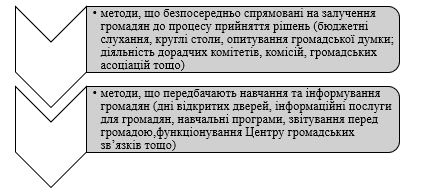 • методи, що безпосередньо спрямовані на залучення
громадян до процесу прийняття рішень (бюджетні
слухання, круглі столи, опитування громадської думки;
діяльність дорадчих комітетів, комісій, громадських
асоціацій тощо)
• методи, що передбачають навчання та інформування
громадян (дні відкритих дверей, інформаційні послуги
для громадян, навчальні програми, звітування перед
громадою,функціонування Центру громадських
зв’язків тощо)